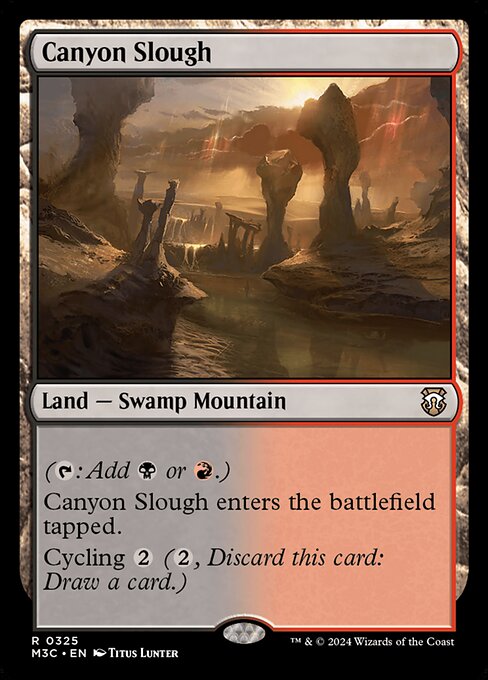 Canyon Slough
Land — Swamp Mountain
(: Add or .)
Canyon Slough enters the battlefield
tapped.
Cycling 2 (2, Discard this card:
Draw a card.)
R 0325
M3C • EN Titus Lunter
™ & © 2024 Wizards of the Coast